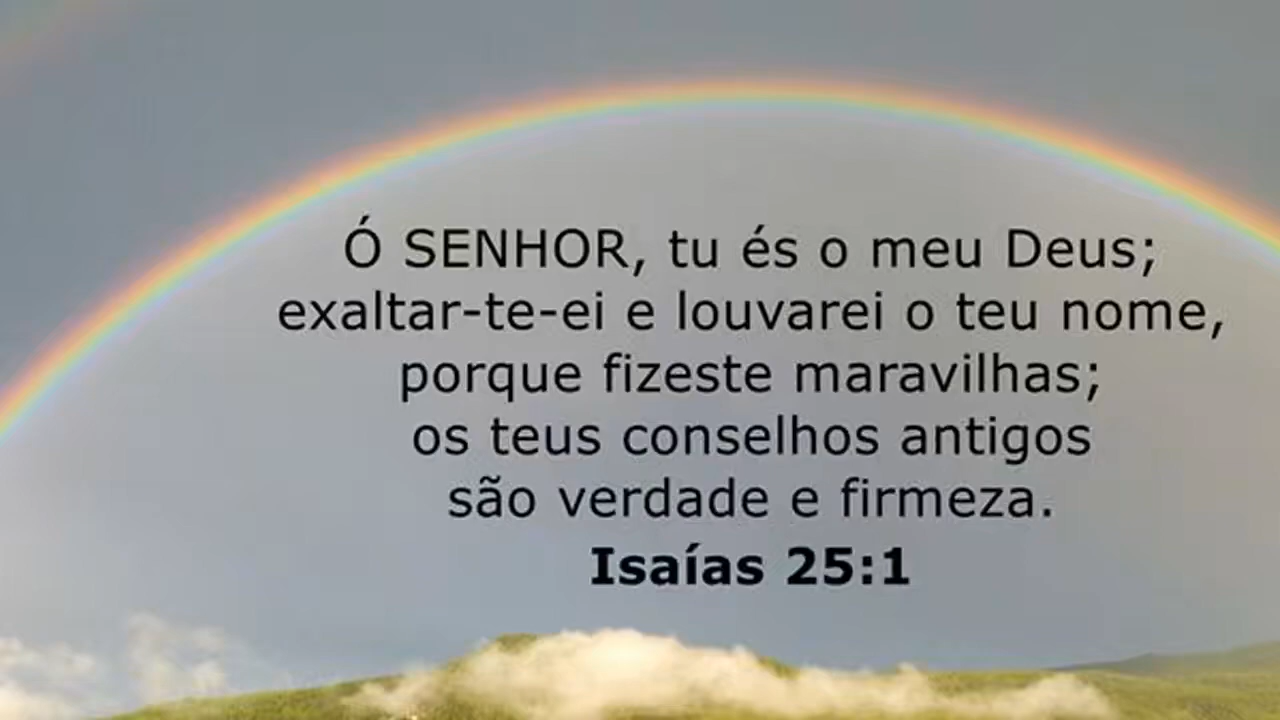 Ó SENHOR, tu és o meu Deus;
exaltar-te-ei e louvarei o teu nome,
porque fizeste maravilhas;
os teus conselhos antigos
são verdade e firmeza.
Isaías 25:1